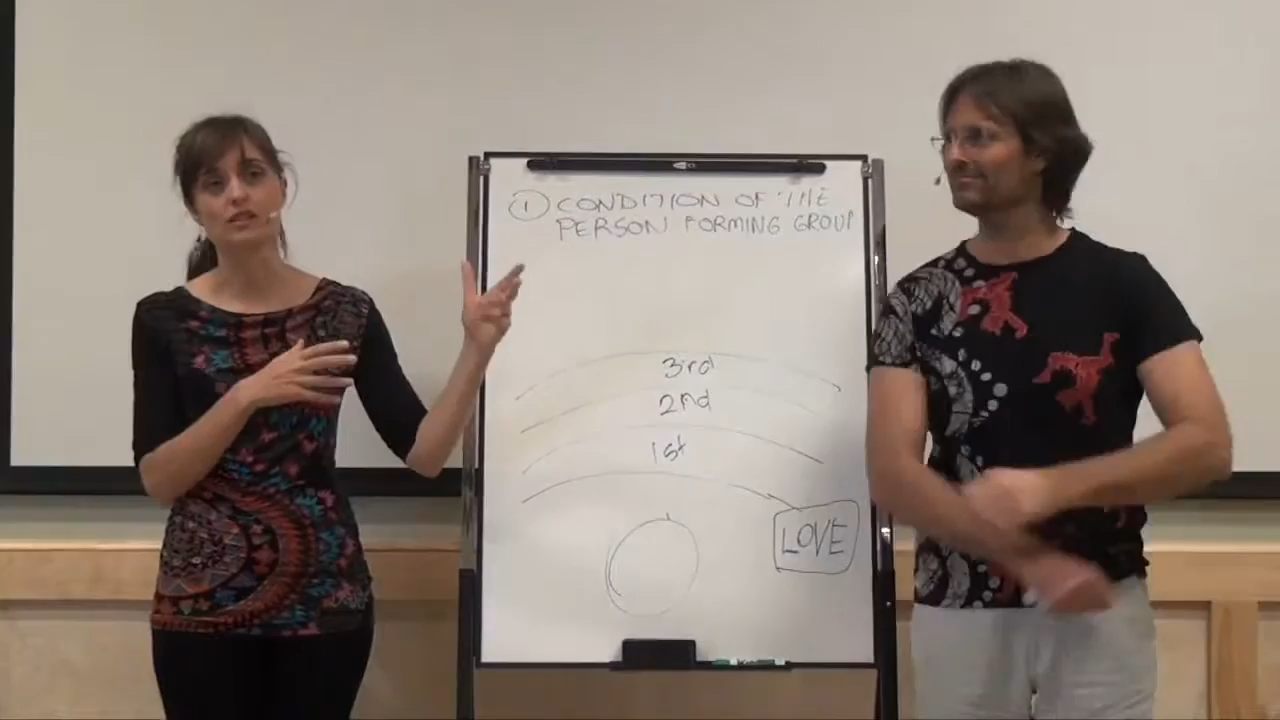 ① CONDITION OF THE
PERSON FORMING GROUP
3rd
2nd
1st
LOVE